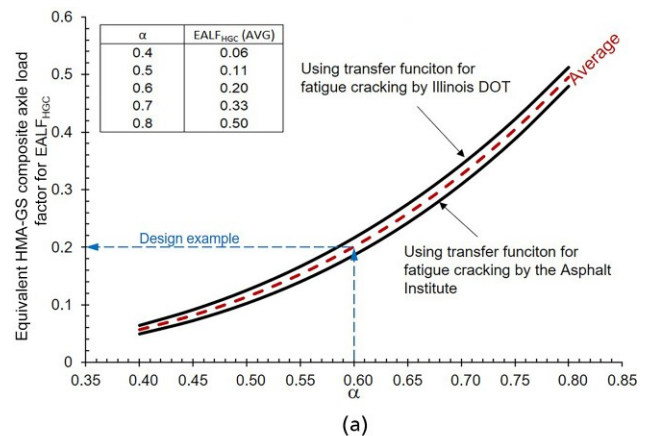 0.6
0.5
0.4
0.3
0.2
0.1
0
Equivalent HMA-GS composite axle load
factor for EALF_HGC
α EALF_HGC (AVG)
0.4 0.06
0.5 0.11
0.6 0.20
0.7 0.33
0.8 0.50
Using transfer funciton for
fatigue cracking by Illinois DOT
Average
Design example
Using transfer funciton for
fatigue cracking by the Asphalt
Institute
0.35 0.40 0.45 0.50 0.55 0.60 0.65 0.70 0.75 0.80 0.85
α
(a)